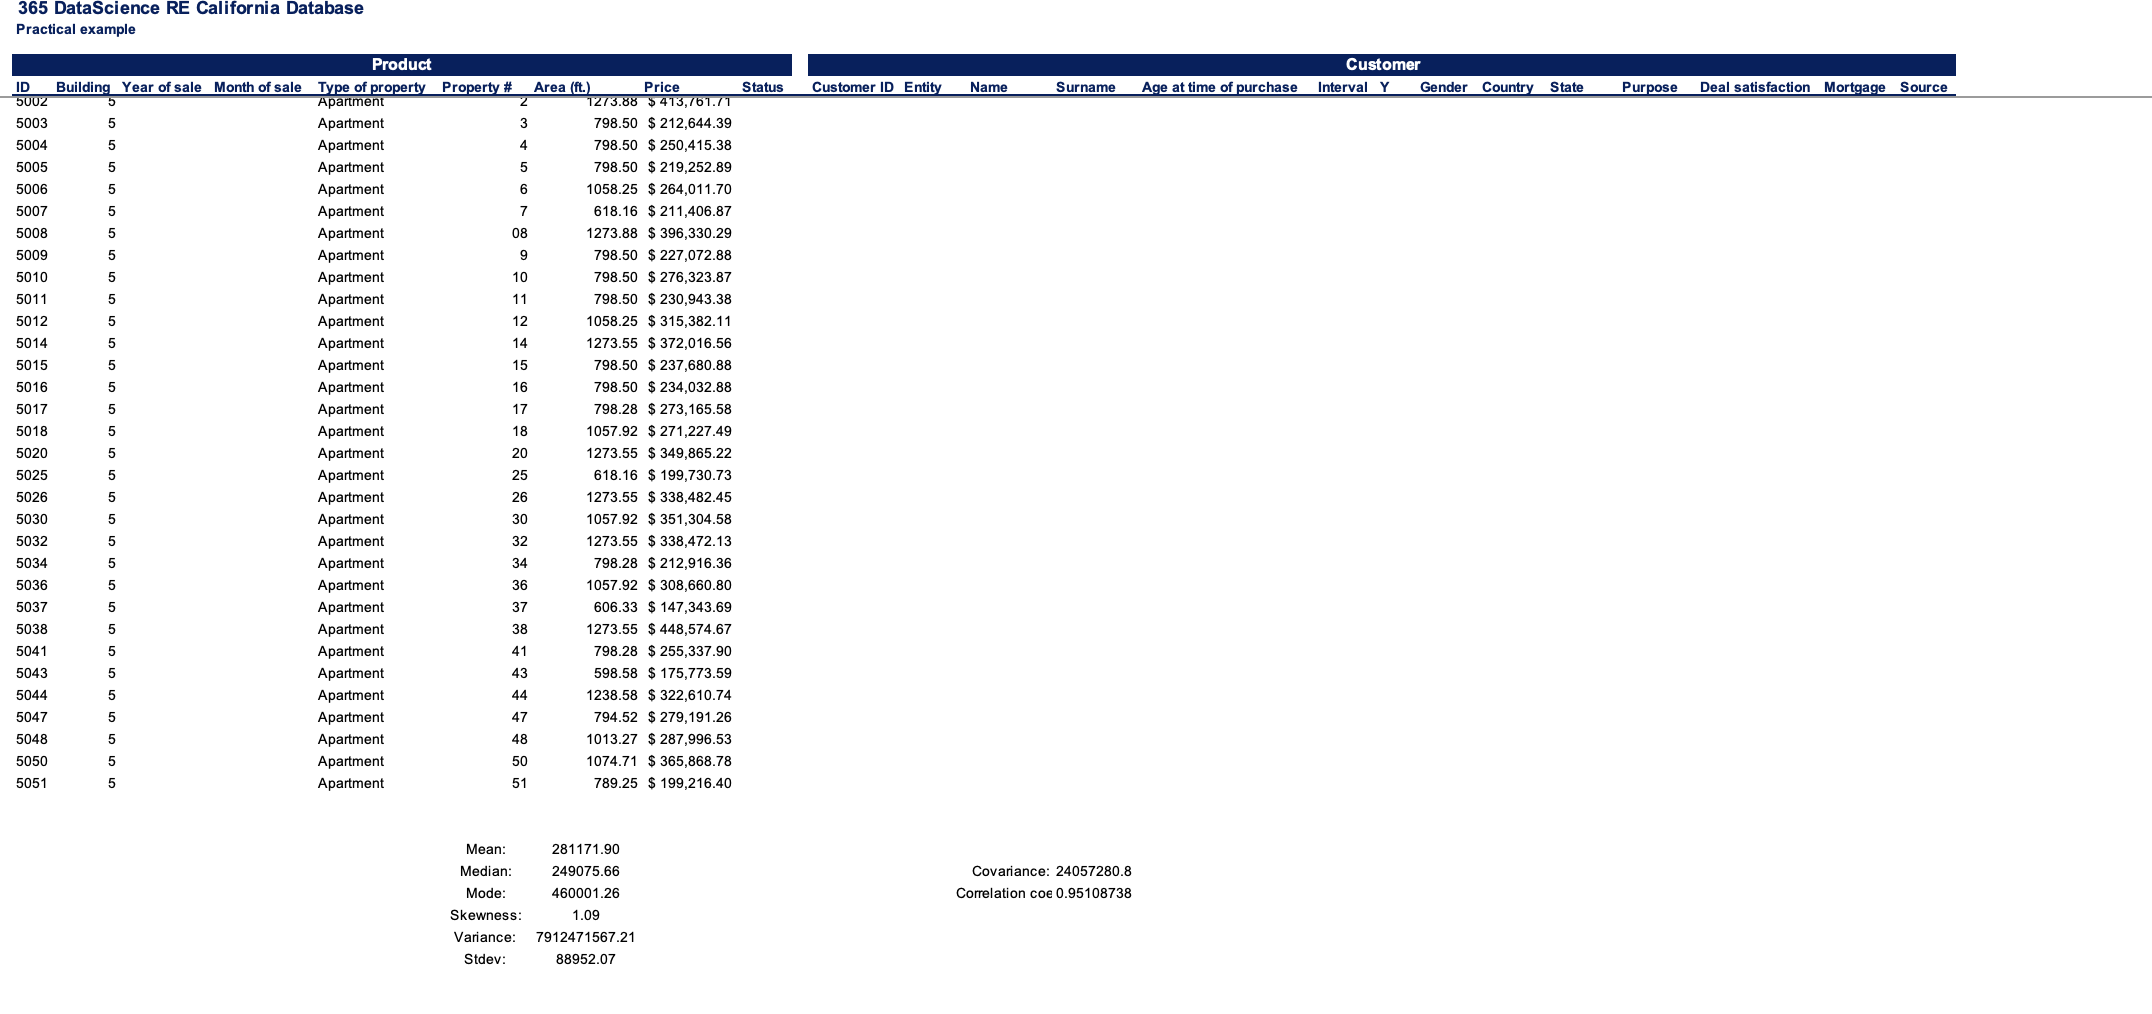 365 DataScience RE California Database
Practical example
Product Customer
ID Building Year of sale Month of sale Type of property Property # Area (ft.) Price Status Customer ID Entity Name Surname Age at time of purchase Interval Y Gender Country State Purpose Deal satisfaction Mortgage Source
5002 5 Apartment 2 1273.88 $ 413,761.71
5003 5 Apartment 3 798.50 $ 212,644.39
5004 5 Apartment 4 798.50 $ 250,415.38
5005 5 Apartment 5 798.50 $ 219,252.89
5006 5 Apartment 6 1058.25 $ 264,011.70
5007 5 Apartment 7 618.16 $ 211,406.87
5008 5 Apartment 08 1273.88 $ 396,330.29
5009 5 Apartment 9 798.50 $ 227,072.88
5010 5 Apartment 10 798.50 $ 276,323.87
5011 5 Apartment 11 798.50 $ 230,943.38
5012 5 Apartment 12 1058.25 $ 315,382.11
5014 5 Apartment 14 1273.55 $ 372,016.56
5015 5 Apartment 15 798.50 $ 237,680.88
5016 5 Apartment 16 798.50 $ 234,032.88
5017 5 Apartment 17 798.28 $ 273,165.58
5018 5 Apartment 18 1057.92 $ 271,227.49
5020 5 Apartment 20 1273.55 $ 349,865.22
5025 5 Apartment 25 618.16 $ 199,730.73
5026 5 Apartment 26 1273.55 $ 338,482.45
5030 5 Apartment 30 1057.92 $ 351,304.58
5032 5 Apartment 32 1273.55 $ 338,472.13
5034 5 Apartment 34 798.28 $ 212,916.36
5036 5 Apartment 36 1057.92 $ 308,660.80
5037 5 Apartment 37 606.33 $ 147,343.69
5038 5 Apartment 38 1273.55 $ 448,574.67
5041 5 Apartment 41 798.28 $ 255,337.90
5043 5 Apartment 43 598.58 $ 175,773.59
5044 5 Apartment 44 1238.58 $ 322,610.74
5047 5 Apartment 47 794.52 $ 279,191.26
5048 5 Apartment 48 1013.27 $ 287,996.53
5050 5 Apartment 50 1074.71 $ 365,868.78
5051 5 Apartment 51 789.25 $ 199,216.40
Mean: 281171.90
Median: 249075.66 Covariance: 24057280.8
Mode: 460001.26 Correlation coe 0.95108738
Skewness: 1.09
Variance: 7912471567.21
Stdev: 88952.07